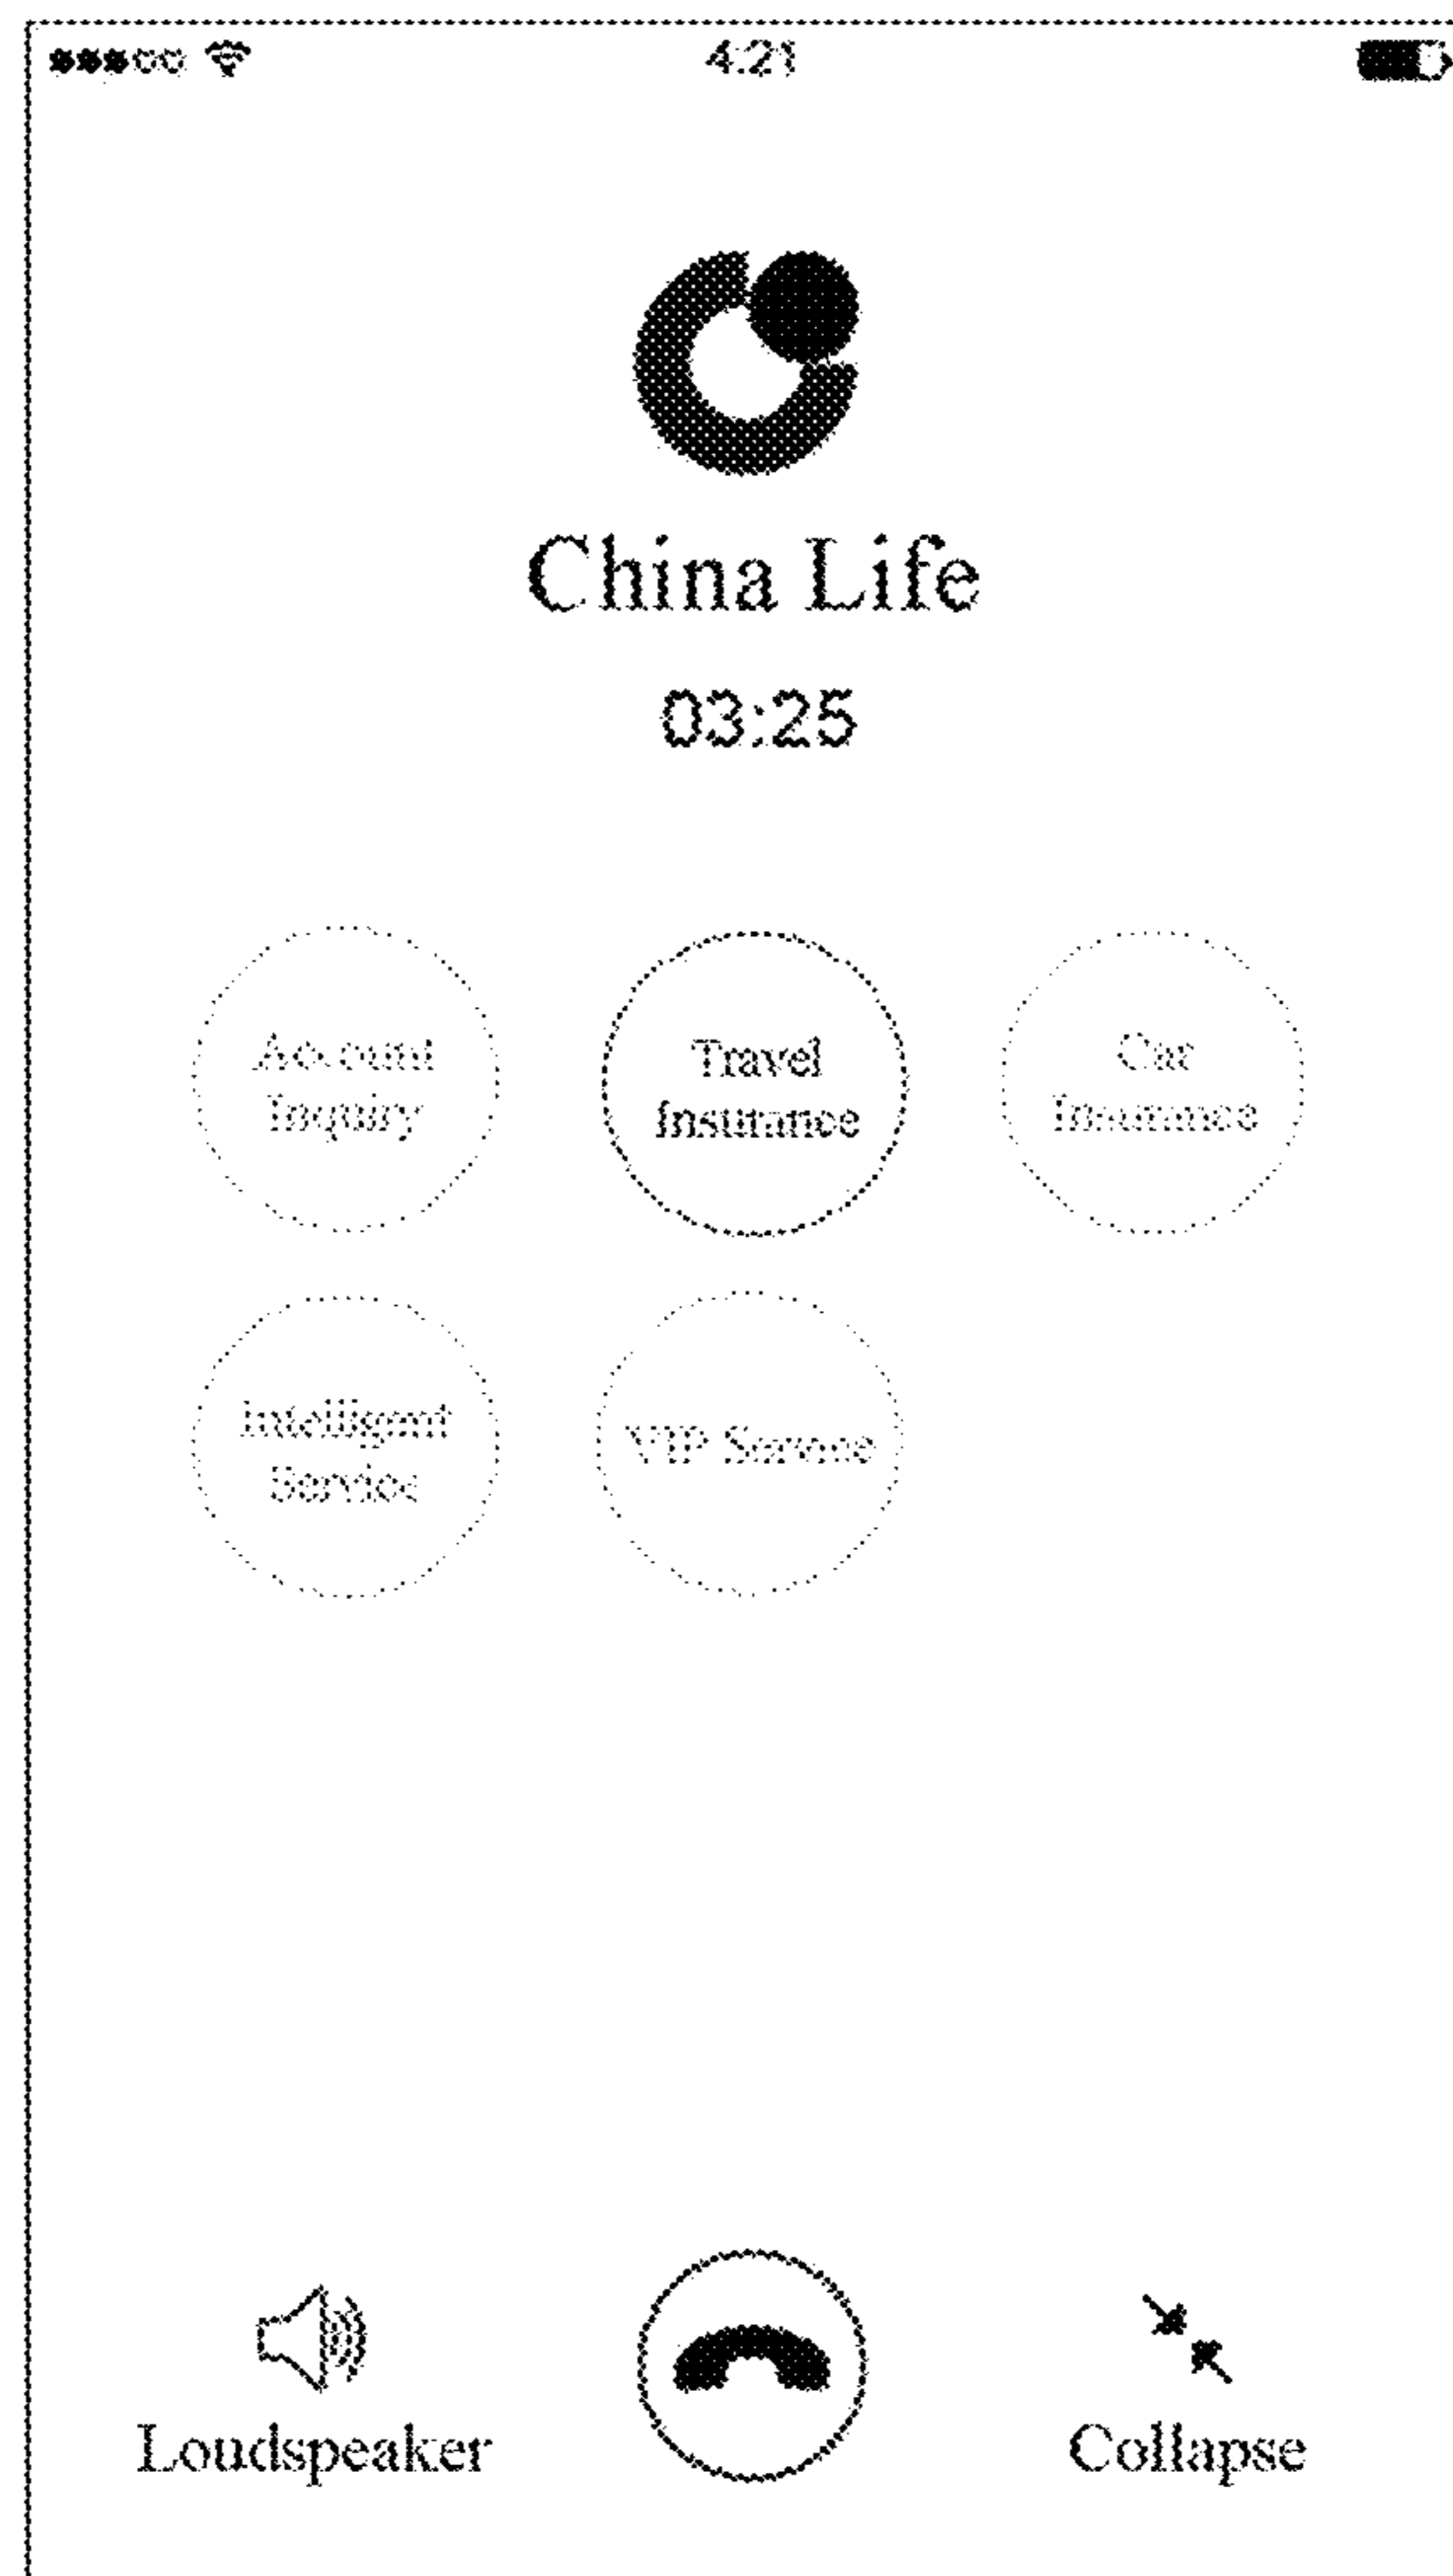 4:21
China Life
03:25
Account
Inquiry
Travel
Insurance
Car
Insurance
Intelligent
Service
VIP Service
Loudspeaker
Collapse